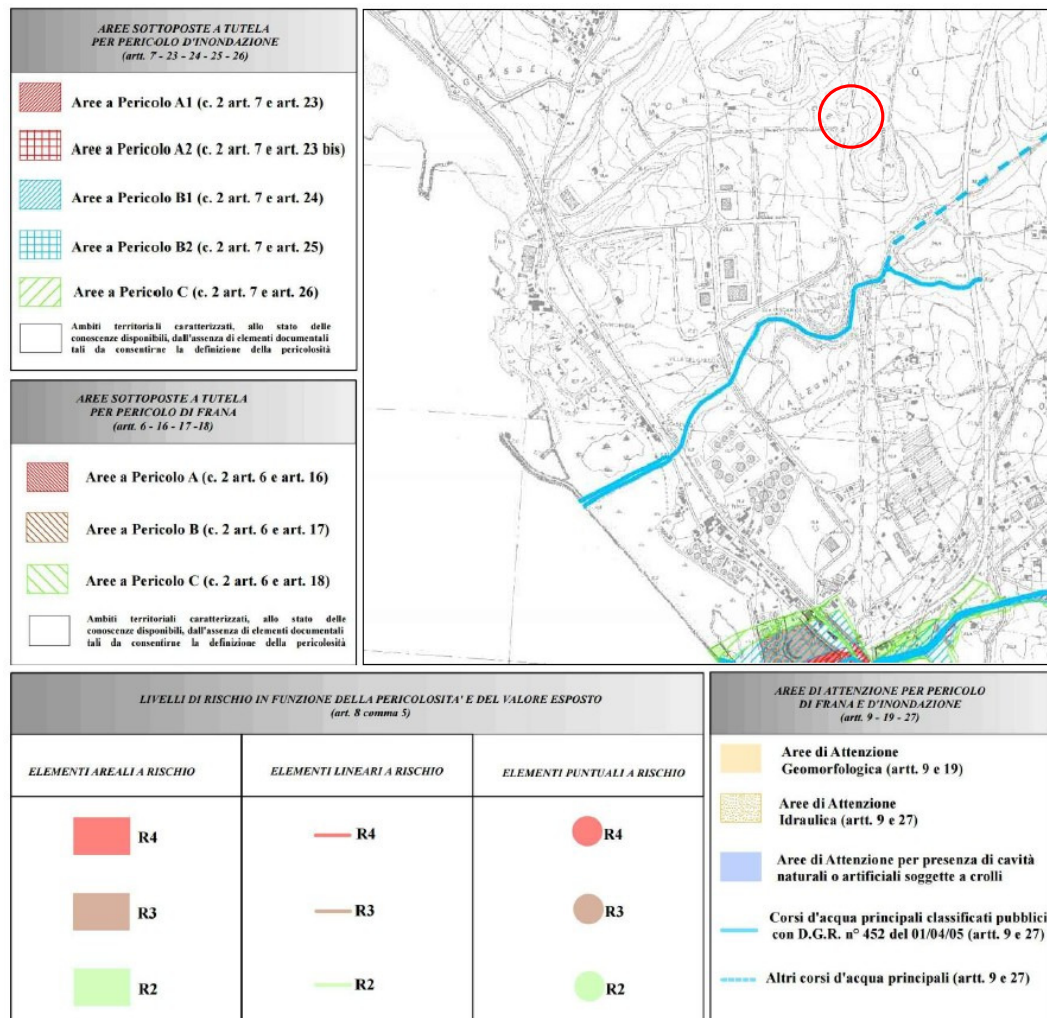 AREE SOTTOPOSTE A TUTELA
PER PERICOLO D'INONDAZIONE
(artt. 7 - 23 - 24 - 25 - 26)
Aree a Pericolo A1 (c. 2 art. 7 e art. 23)
Aree a Pericolo A2 (c. 2 art. 7 e art. 23 bis)
Aree a Pericolo B1 (c. 2 art. 7 e art. 24)
Aree a Pericolo B2 (c. 2 art. 7 e art. 25)
Aree a Pericolo C (c. 2 art. 7 e art. 26)
Ambiti territoriali caratterizzati, allo stato delle
conoscenze disponibili, dall'assenza di elementi documentali
tali da consentirne la definizione della pericolosità
AREE SOTTOPOSTE A TUTELA
PER PERICOLO DI FRANA
(artt. 6 - 16 - 17 -18)
Aree a Pericolo A (c. 2 art. 6 e art. 16)
Aree a Pericolo B (c. 2 art. 6 e art. 17)
Aree a Pericolo C (c. 2 art. 6 e art. 18)
Ambiti territoriali caratterizzati, allo stato delle
conoscenze disponibili, dall'assenza di elementi documentali
tali da consentirne la definizione della pericolosità
LIVELLI DI RISCHIO IN FUNZIONE DELLA PERICOLOSITA' E DEL VALORE ESPOSTO
(art. 8 comma 5)
ELEMENTI AREALI A RISCHIO
ELEMENTI LINEARI A RISCHIO
ELEMENTI PUNTUALI A RISCHIO
R4
R4
R4
R3
R3
R3
R2
R2
R2
AREE DI ATTENZIONE PER PERICOLO
DI FRANA E D'INONDAZIONE
(artt. 9 - 19 - 27)
Aree di Attenzione
Geomorfologica (artt. 9 e 19)
Aree di Attenzione
Idraulica (artt. 9 e 27)
Aree di Attenzione per presenza di cavità
naturali o artificiali soggette a crolli
Corsi d'acqua principali classificati pubblici
con D.G.R. n° 452 del 01/04/05 (artt. 9 e 27)
Altri corsi d'acqua principali (artt. 9 e 27)